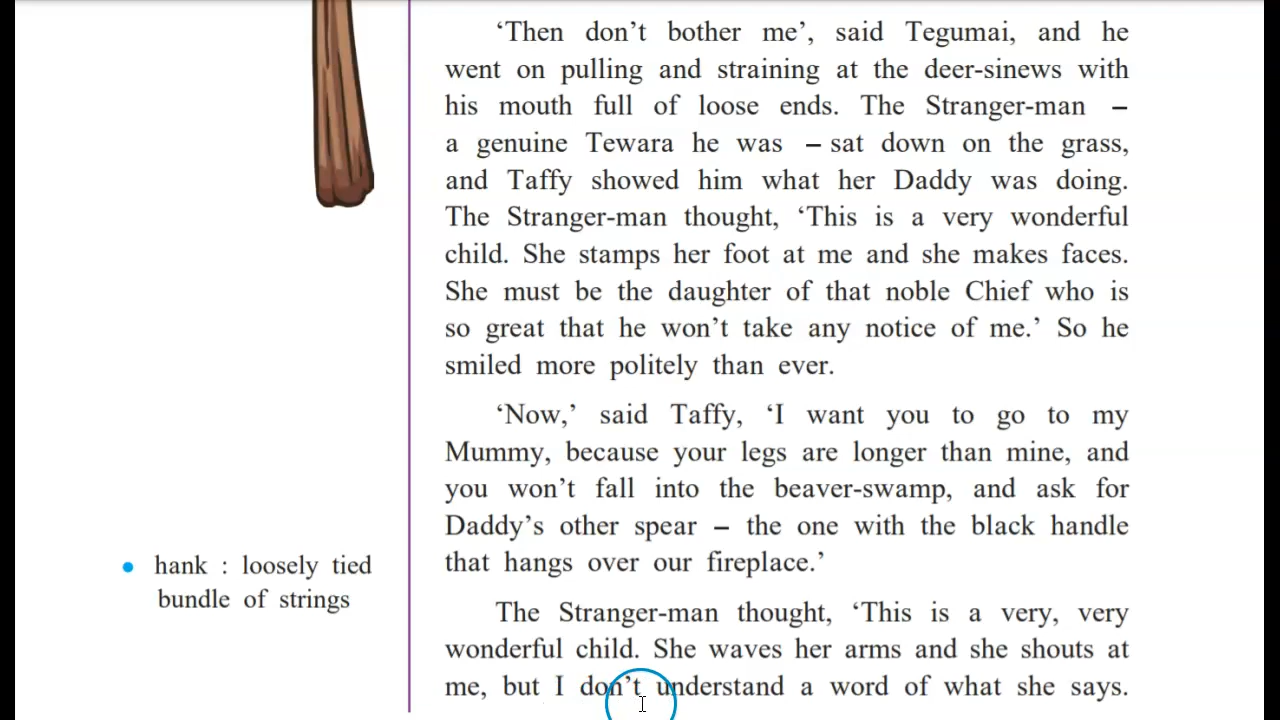 ‘Then don’t bother me’, said Tegumai, and he
went on pulling and straining at the deer-sinews with
his mouth full of loose ends. The Stranger-man –
a genuine Tewara he was – sat down on the grass,
and Taffy showed him what her Daddy was doing.
The Stranger-man thought, ‘This is a very wonderful
child. She stamps her foot at me and she makes faces.
She must be the daughter of that noble Chief who is
so great that he won’t take any notice of me.’ So he
smiled more politely than ever.
‘Now,’ said Taffy, ‘I want you to go to my
Mummy, because your legs are longer than mine, and
you won’t fall into the beaver-swamp, and ask for
Daddy’s other spear – the one with the black handle
that hangs over our fireplace.’
The Stranger-man thought, ‘This is a very, very
wonderful child. She waves her arms and she shouts at
me, but I don’t understand a word of what she says.
• hank : loosely tied
bundle of strings